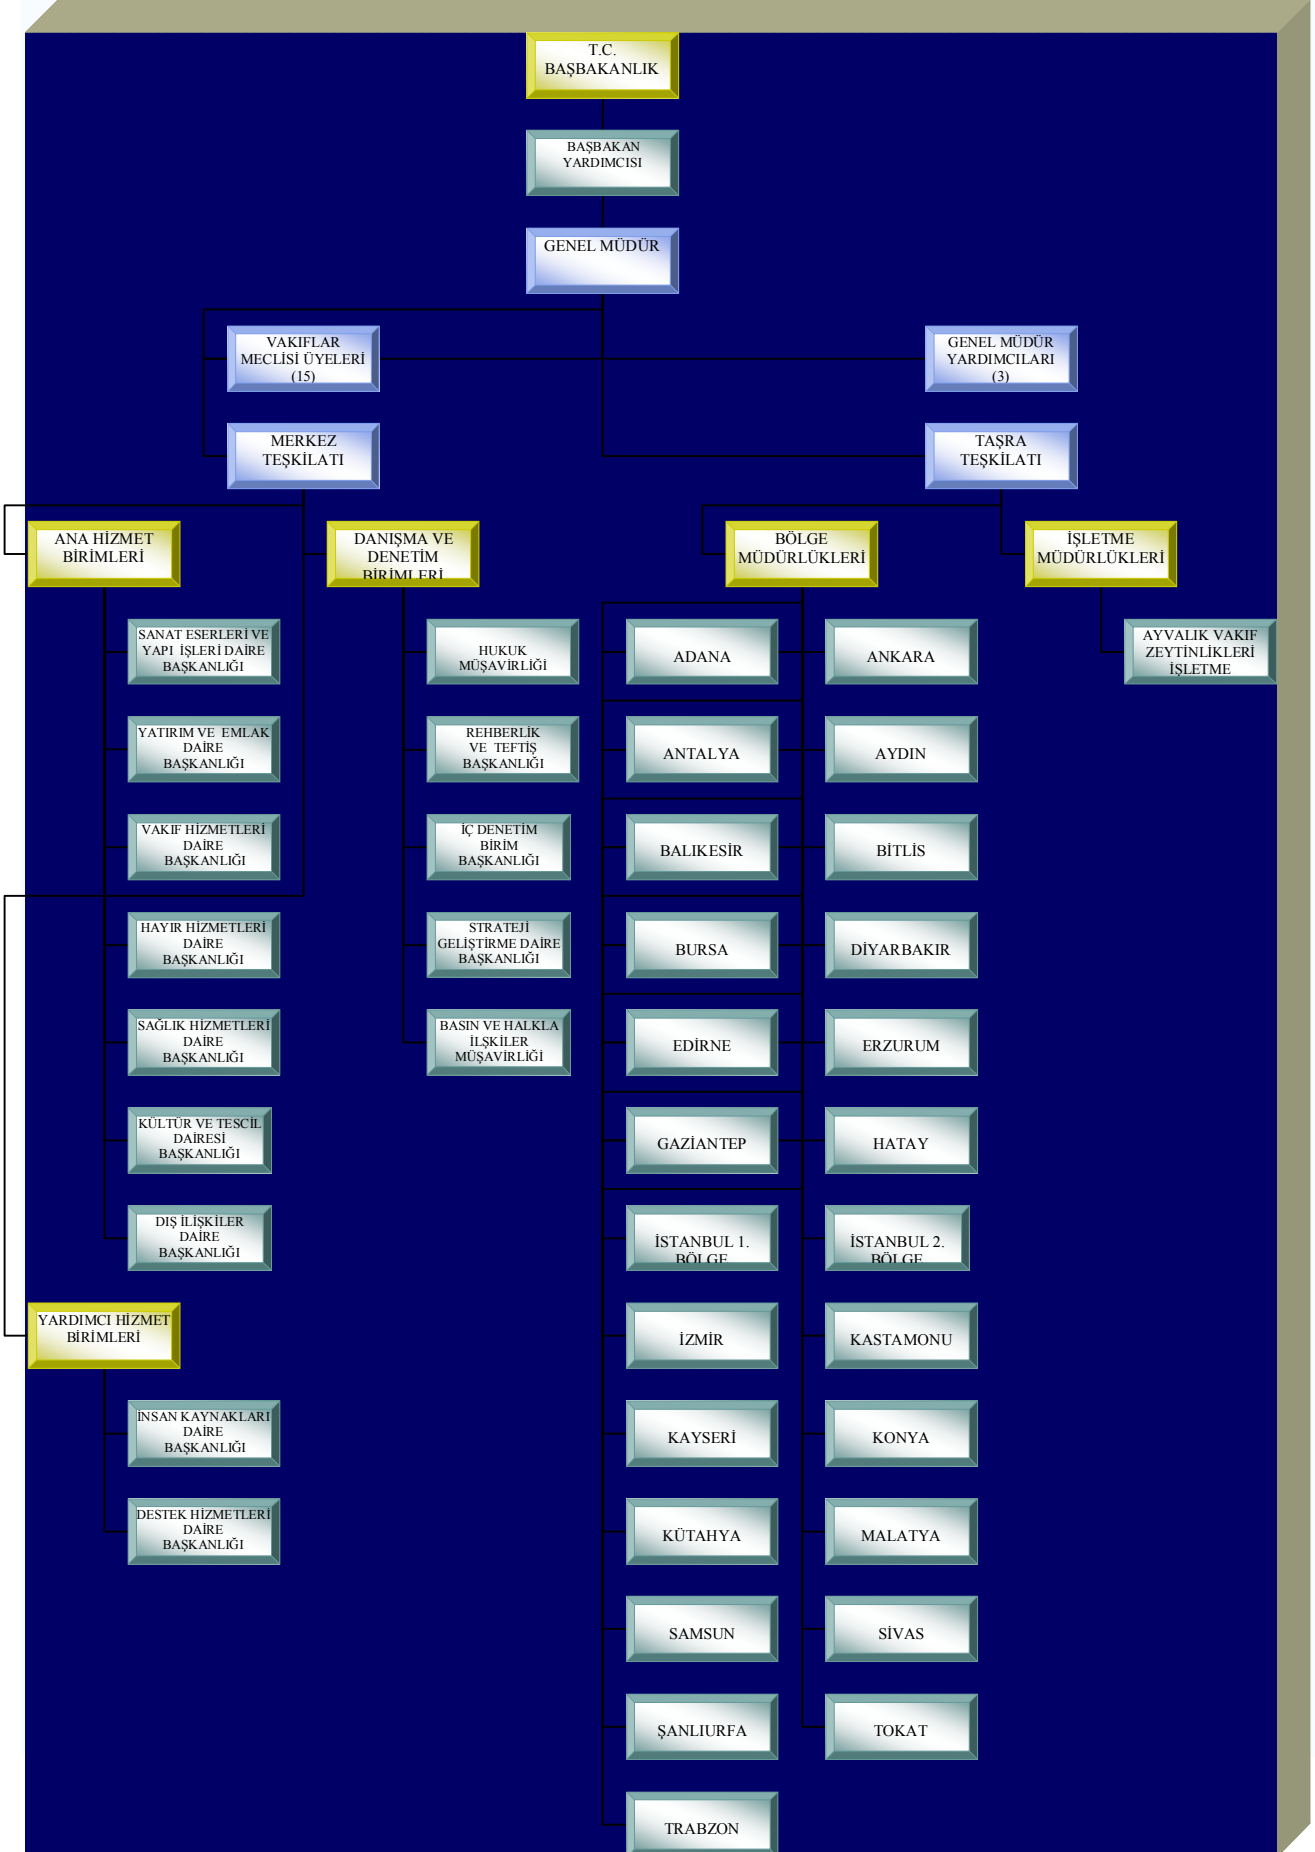 T.C.
BAŞBAKANLIK
BAŞBAKAN
YARDIMCISI
GENEL MÜDÜR
VAKIFLAR
MECLİSİ ÜYELERİ
(15)
GENEL MÜDÜR
YARDIMCILARI
(3)
MERKEZ
TEŞKİLATI
TAŞRA
TEŞKİLATI
ANA HİZMET
BİRİMLERİ
DANIŞMA VE
DENETİM
BİRİMLERİ
BÖLGE
MÜDÜRLÜKLERİ
İŞLETME
MÜDÜRLÜKLERİ
SANAT ESERLERİ VE
YAPI İŞLERİ DAİRE
BAŞKANLIĞI
YATIRIM VE EMLAK
DAİRE
BAŞKANLIĞI
VAKIF HİZMETLERİ
DAİRE
BAŞKANLIĞI
HAYIR HİZMETLERİ
DAİRE
BAŞKANLIĞI
SAĞLIK HİZMETLERİ
DAİRE
BAŞKANLIĞI
KÜLTÜR VE TESCİL
DAİRESİ
BAŞKANLIĞI
DIŞ İLİŞKİLER
DAİRE
BAŞKANLIĞI
YARDIMCI HİZMET
BİRİMLERİ
İNSAN KAYNAKLARI
DAİRE
BAŞKANLIĞI
DESTEK HİZMETLERİ
DAİRE
BAŞKANLIĞI
HUKUK
MÜŞAVİRLİĞİ
REHBERLİK
VE TEFTİŞ
BAŞKANLIĞI
İÇ DENETİM
BİRİM
BAŞKANLIĞI
STRATEJİ
GELİŞTİRME DAİRE
BAŞKANLIĞI
BASIN VE HALKLA
İLŞKİLER
MÜŞAVİRLİĞİ
ADANA
ANKARA
ANTALYA
AYDIN
BALIKESİR
BİTLİS
BURSA
DİYARBAKIR
EDİRNE
ERZURUM
GAZİANTEP
HATAY
İSTANBUL 1.
BÖLGE
İSTANBUL 2.
BÖLGE
İZMİR
KASTAMONU
KAYSERİ
KONYA
KÜTAHYA
MALATYA
SAMSUN
SİVAS
ŞANLIURFA
TOKAT
TRABZON
AYVALIK VAKIF
ZEYTİNLİKLERİ
İŞLETME